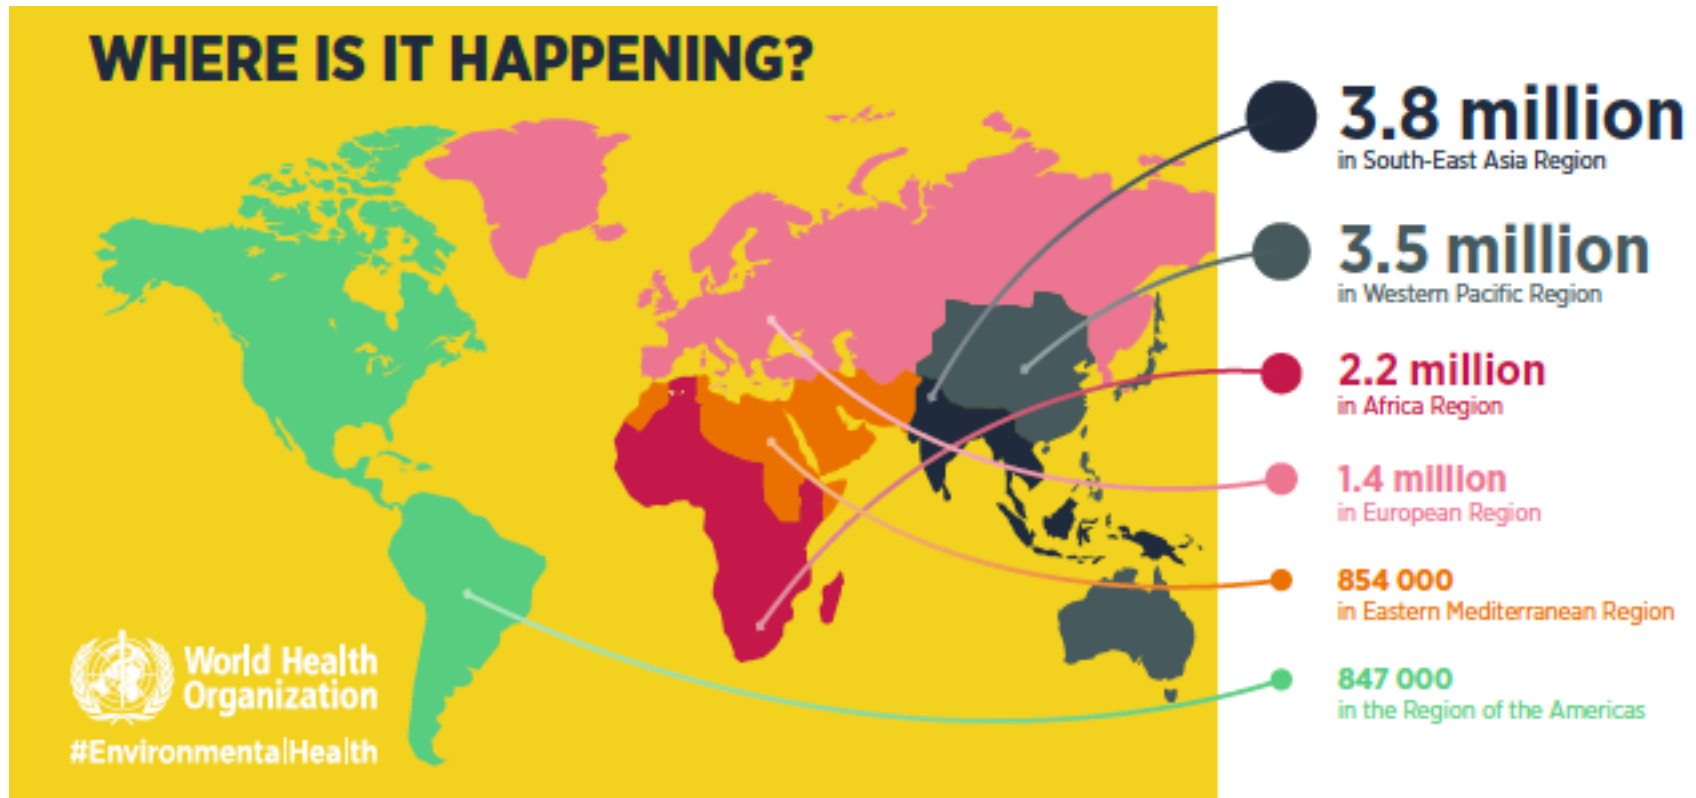 WHERE IS IT HAPPENING?
3.8 million
in South-East Asia Region
3.5 million
in Western Pacific Region
2.2 million
in Africa Region
1.4 million
in European Region
854 000
in Eastern Mediterranean Region
847 000
in the Region of the Americas
World Health
Organization
#EnvironmentalHealth